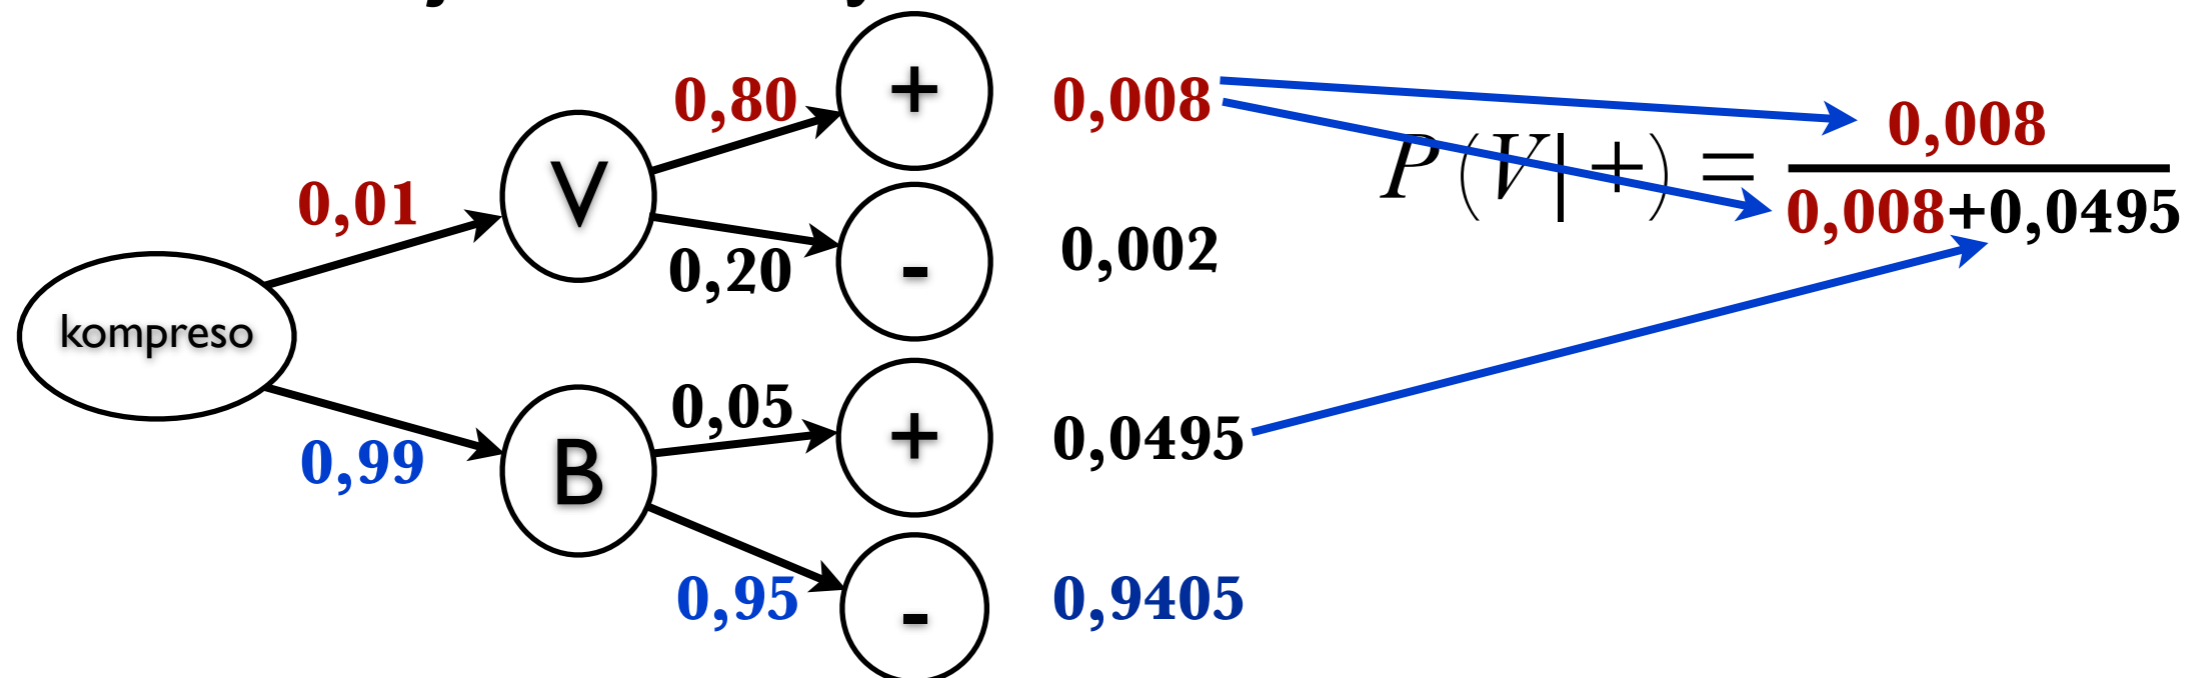 +
0,80 0,008 0,008
P(V|+) = 0,008+0,0495
0,01 V
0,20 - 0,002
kompreso
0,05 + 0,0495
0,99 B
0,95 - 0,9405